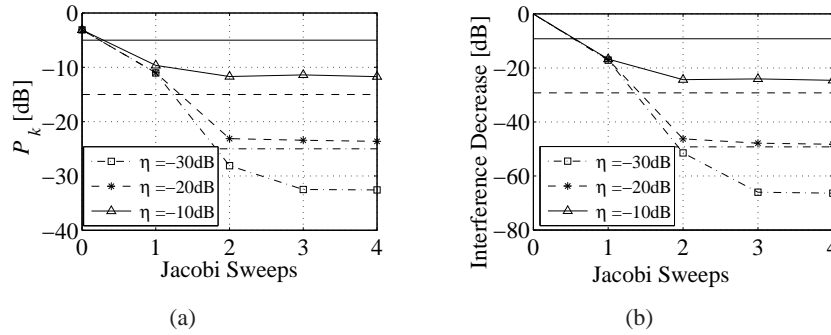 0
−10
−20
−30
−40
P_k [dB]
η =−30dB
η =−20dB
η =−10dB
0 1 2 3 4
Jacobi Sweeps
(a)
0
−20
−40
−60
−80
Interference Decrease [dB]
η =−30dB
η =−20dB
η =−10dB
0 1 2 3 4
Jacobi Sweeps
(b)